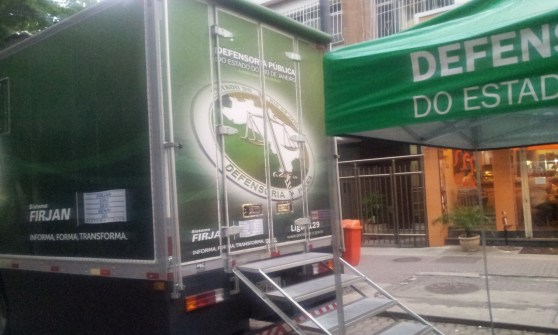 DEFENSORIA PÚBLICA
DO ESTADO DO RIO DE JANEIRO
DEFENSORIA
Sistema
FIRJAN
INFORMA. FORMA. TRANSFORMA.
Sistema
FIRJAN
INFORMA. FORMA. TRANSFORMA.
Ligue 129
DEFENS
DO ESTAD